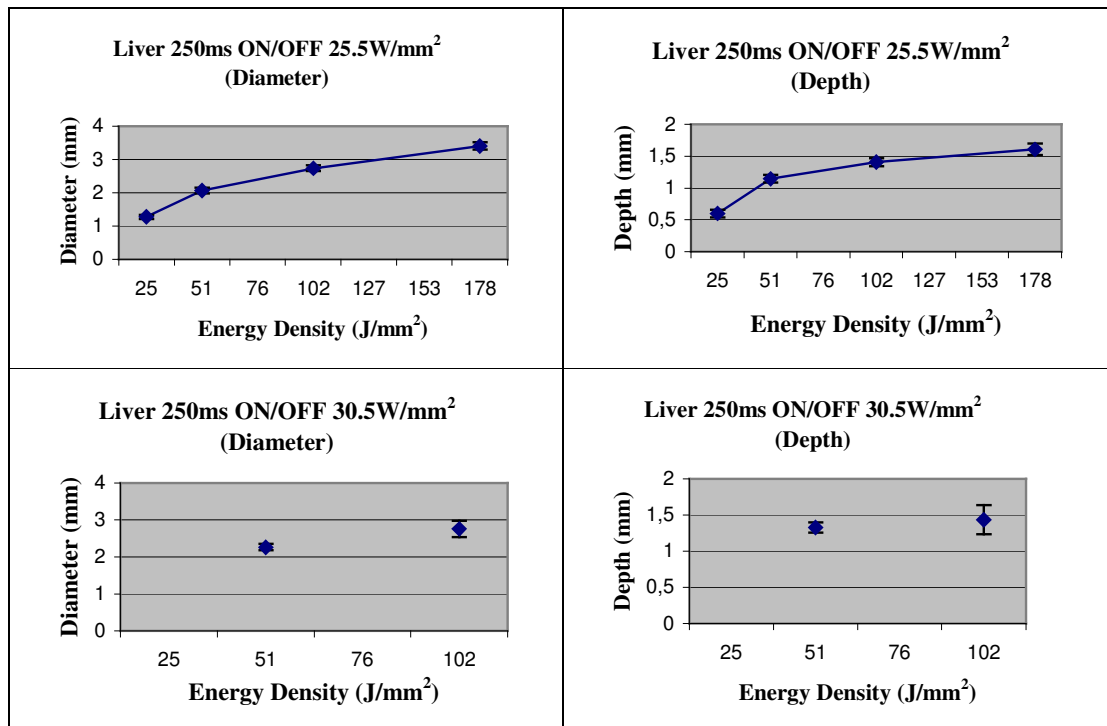 Liver 250ms ON/OFF 25.5W/mm²
(Diameter)
Diameter (mm)
4
3
2
1
0
25 51 76 102 127 153 178
Energy Density (J/mm²)
Liver 250ms ON/OFF 25.5W/mm²
(Depth)
Depth (mm)
2
1,5
1
0,5
0
25 51 76 102 127 153 178
Energy Density (J/mm²)
Liver 250ms ON/OFF 30.5W/mm²
(Diameter)
Diameter (mm)
4
3
2
1
0
25 51 76 102
Energy Density (J/mm²)
Liver 250ms ON/OFF 30.5W/mm²
(Depth)
Depth (mm)
2
1,5
1
0,5
0
25 51 76 102
Energy Density (J/mm²)